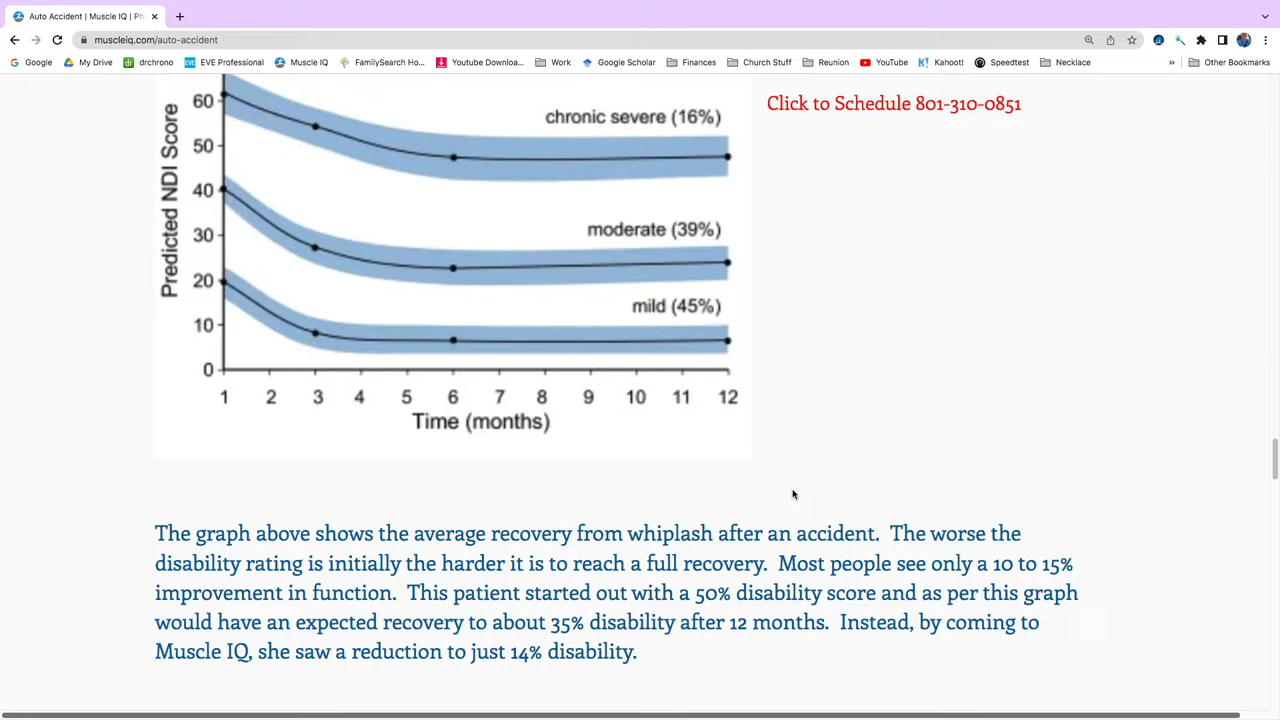 Auto Accident | Muscle IQ | Ph
muscleiq.com/auto-accident
Google
My Drive
drchrono
EVE EVE Professional
Muscle IQ
FamilySearch Ho...
Youtube Downloa...
Work
Google Scholar
Finances
Church Stuff
Reunion
YouTube
K! Kahoot!
Speedtest
Necklace
»
Other Bookmarks
Click to Schedule 801-310-0851
Predicted NDI Score
60
50
40
30
20
10
0
chronic severe (16%)
moderate (39%)
mild (45%)
1 2 3 4 5 6 7 8 9 10 11 12
Time (months)
The graph above shows the average recovery from whiplash after an accident. The worse the
disability rating is initially the harder it is to reach a full recovery. Most people see only a 10 to 15%
improvement in function. This patient started out with a 50% disability score and as per this graph
would have an expected recovery to about 35% disability after 12 months. Instead, by coming to
Muscle IQ, she saw a reduction to just 14% disability.